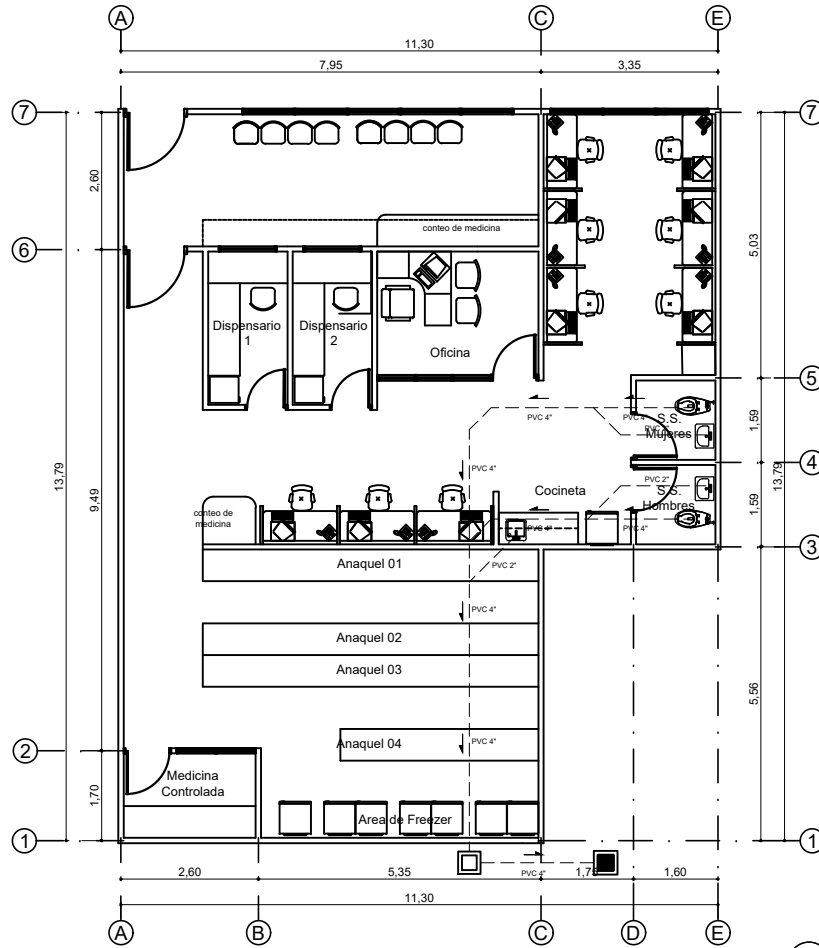 A
C
E
11,30
7,95
3,35
7
7
2,60
conteo de medicina
6
5,03
Dispensario
1
Dispensario
2
Oficina
5
PVC 4"
PVC 4"
S.S.
Mujeres
PVC 2"
1,59
4
13,79
9,49
13,79
PVC 4"
Cocineta
PVC 2"
S.S.
Hombres
1,59
conteo de
medicina
PVC 4"
PVC 4"
3
Anaquel 01
PVC 2"
PVC 4"
Anaquel 02
Anaquel 03
5,56
2
Anaquel 04
PVC 4"
Medicina
Controlada
1,70
Area de Freezer
1
1
PVC 4"
2,60
5,35
1,75
1,60
11,30
A
B
C
D
E